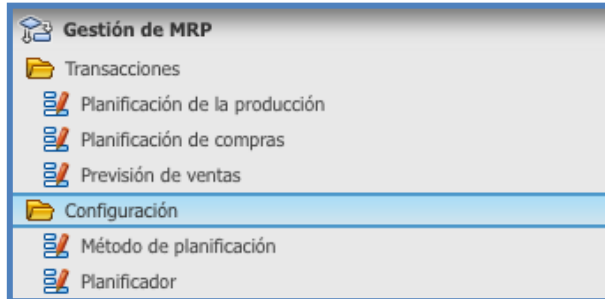 Gestión de MRP
Transacciones
Planificación de la producción
Planificación de compras
Previsión de ventas
Configuración
Método de planificación
Planificador